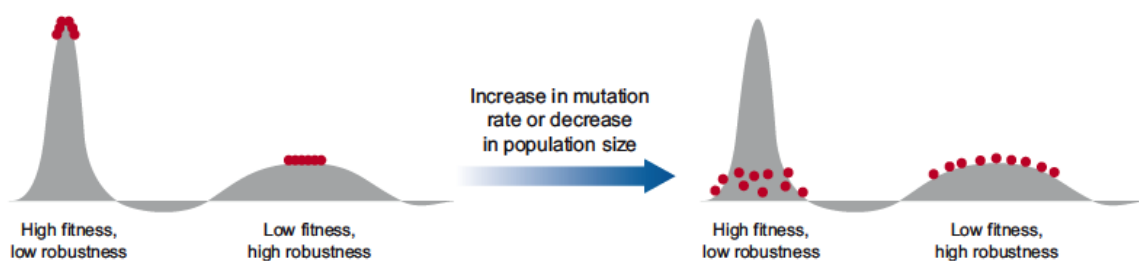 Increase in mutation
rate or decrease
in population size
High fitness,
low robustness
Low fitness,
high robustness
High fitness,
low robustness
Low fitness,
high robustness